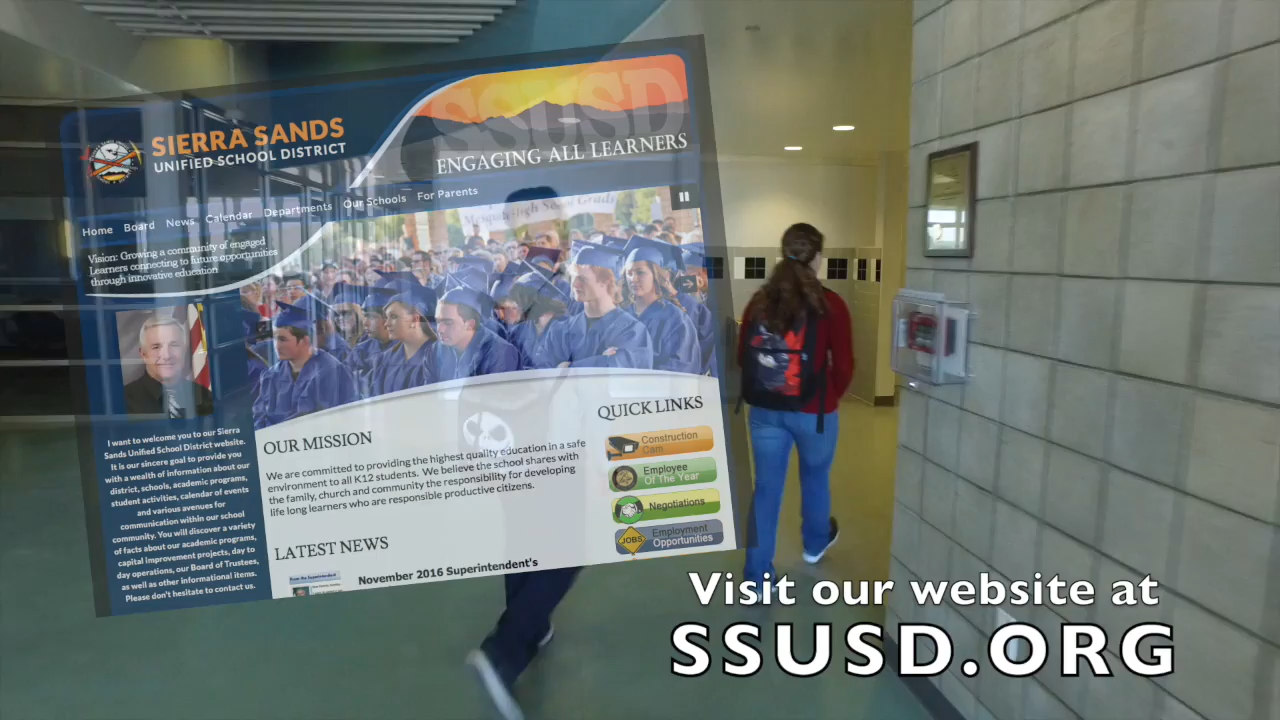 SSUSD
SIERRA SANDS
UNIFIED SCHOOL DISTRICT
ENGAGING ALL LEARNERS
Home Board News Calendar Departments Our Schools For Parents
Vision: Growing a community of engaged
Learners connecting to future opportunities
through innovative education
Mesquite High School Grads
I want to welcome you to our Sierra
Sands Unified School District website.
It is our sincere goal to provide you
with a wealth of information about our
district, schools, academic programs,
student activities, calendar of events
and various avenues for
communication within our school
community. You will discover a variety
of facts about our academic programs,
capital improvement projects, day to
day operations, our Board of Trustees,
as well as other informational items.
Please don't hesitate to contact us.
OUR MISSION
We are committed to providing the highest quality education in a safe
environment to all K12 students. We believe the school shares with
the family, church and community the responsibility for developing
life long learners who are responsible productive citizens.
LATEST NEWS
November 2016 Superintendent's
QUICK LINKS
Construction
Cam
Employee
Of The Year
Negotiations
JOBS
Employment
Opportunities
Visit our website at
SSUSD.ORG